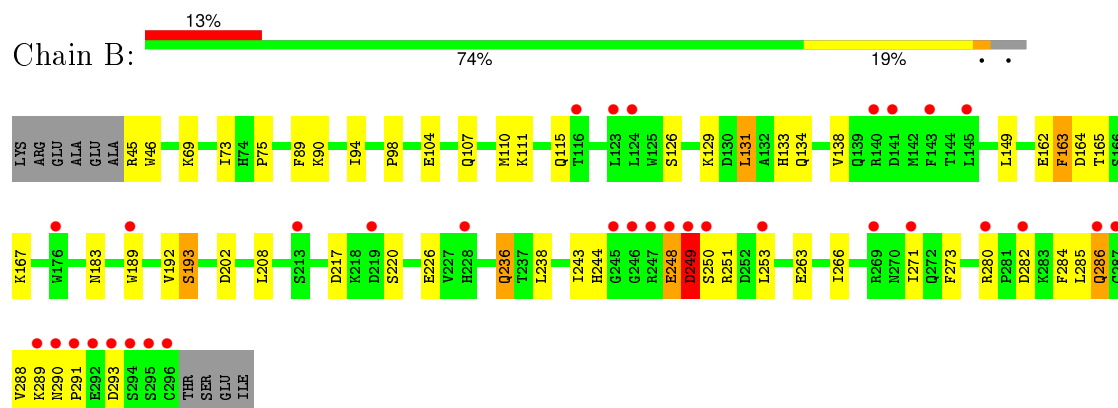 13%
Chain B:
74% 19% • •
LYS ARG GLU ALA GLU ALA R45 W46 K69 I73 H74 P75 F89 K90 I94 P98 E104 Q107 M110 K111 Q115 T116 L123 L124 W125 S126 K129 D130 L131 A132 H133 Q134 V138 Q139 R140 D141 M142 F143 T144 L145 L149 E162 F163 D164 T165 S166
K167 W176 N183 W189 V192 S193 D202 L208 S213 D217 K218 D219 S220 E226 V227 H228 Q236 T237 L238 I243 H244 G245 G246 R247 E248 D249 S250 R251 D252 L253 E263 I266 R269 N270 I271 Q272 F273 R280 P281 D282 K283 F284 L285 Q286
V288 K289 N290 P291 E292 D293 S294 S295 C296 THR SER GLU ILE